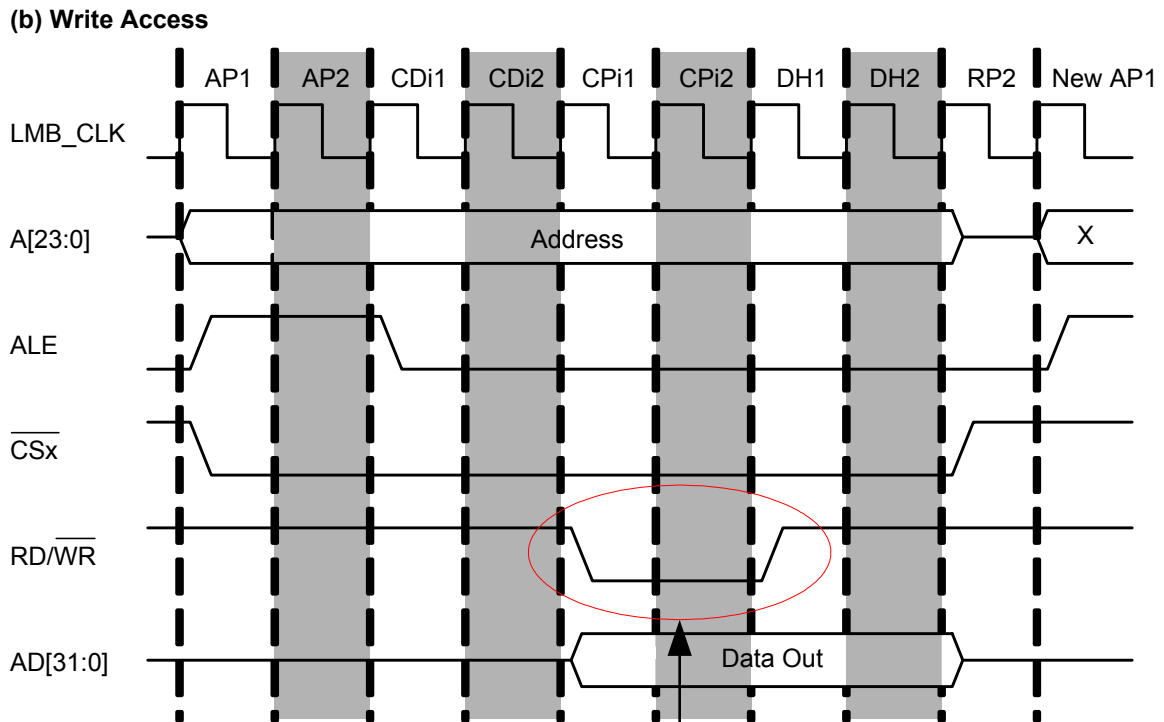 (b) Write Access
AP1 AP2 CDi1 CDi2 CPi1 CPi2 DH1 DH2 RP2 New AP1
LMB_CLK
A[23:0] Address X
ALE
CSx
RD/WR
AD[31:0] Data Out